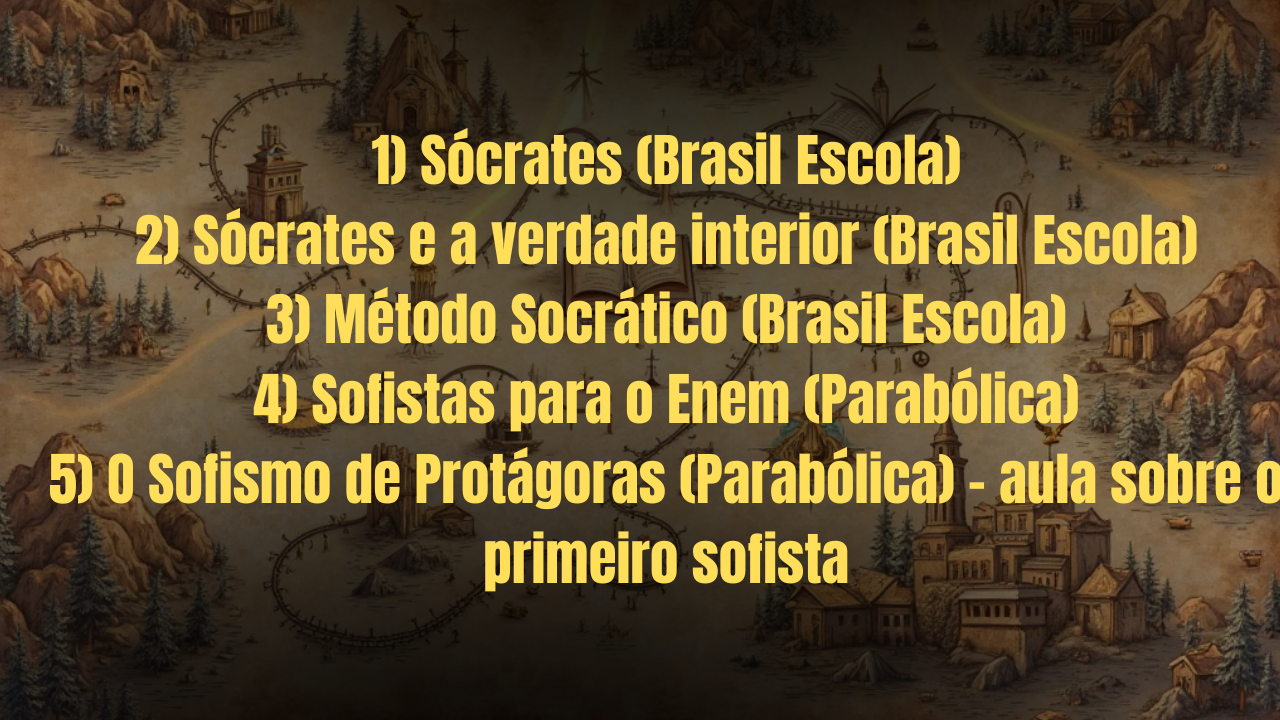 1) Sócrates (Brasil Escola)
2) Sócrates e a verdade interior (Brasil Escola)
3) Método Socrático (Brasil Escola)
4) Sofistas para o Enem (Parabólica)
5) O Sofismo de Protágoras (Parabólica) - aula sobre o
primeiro sofista